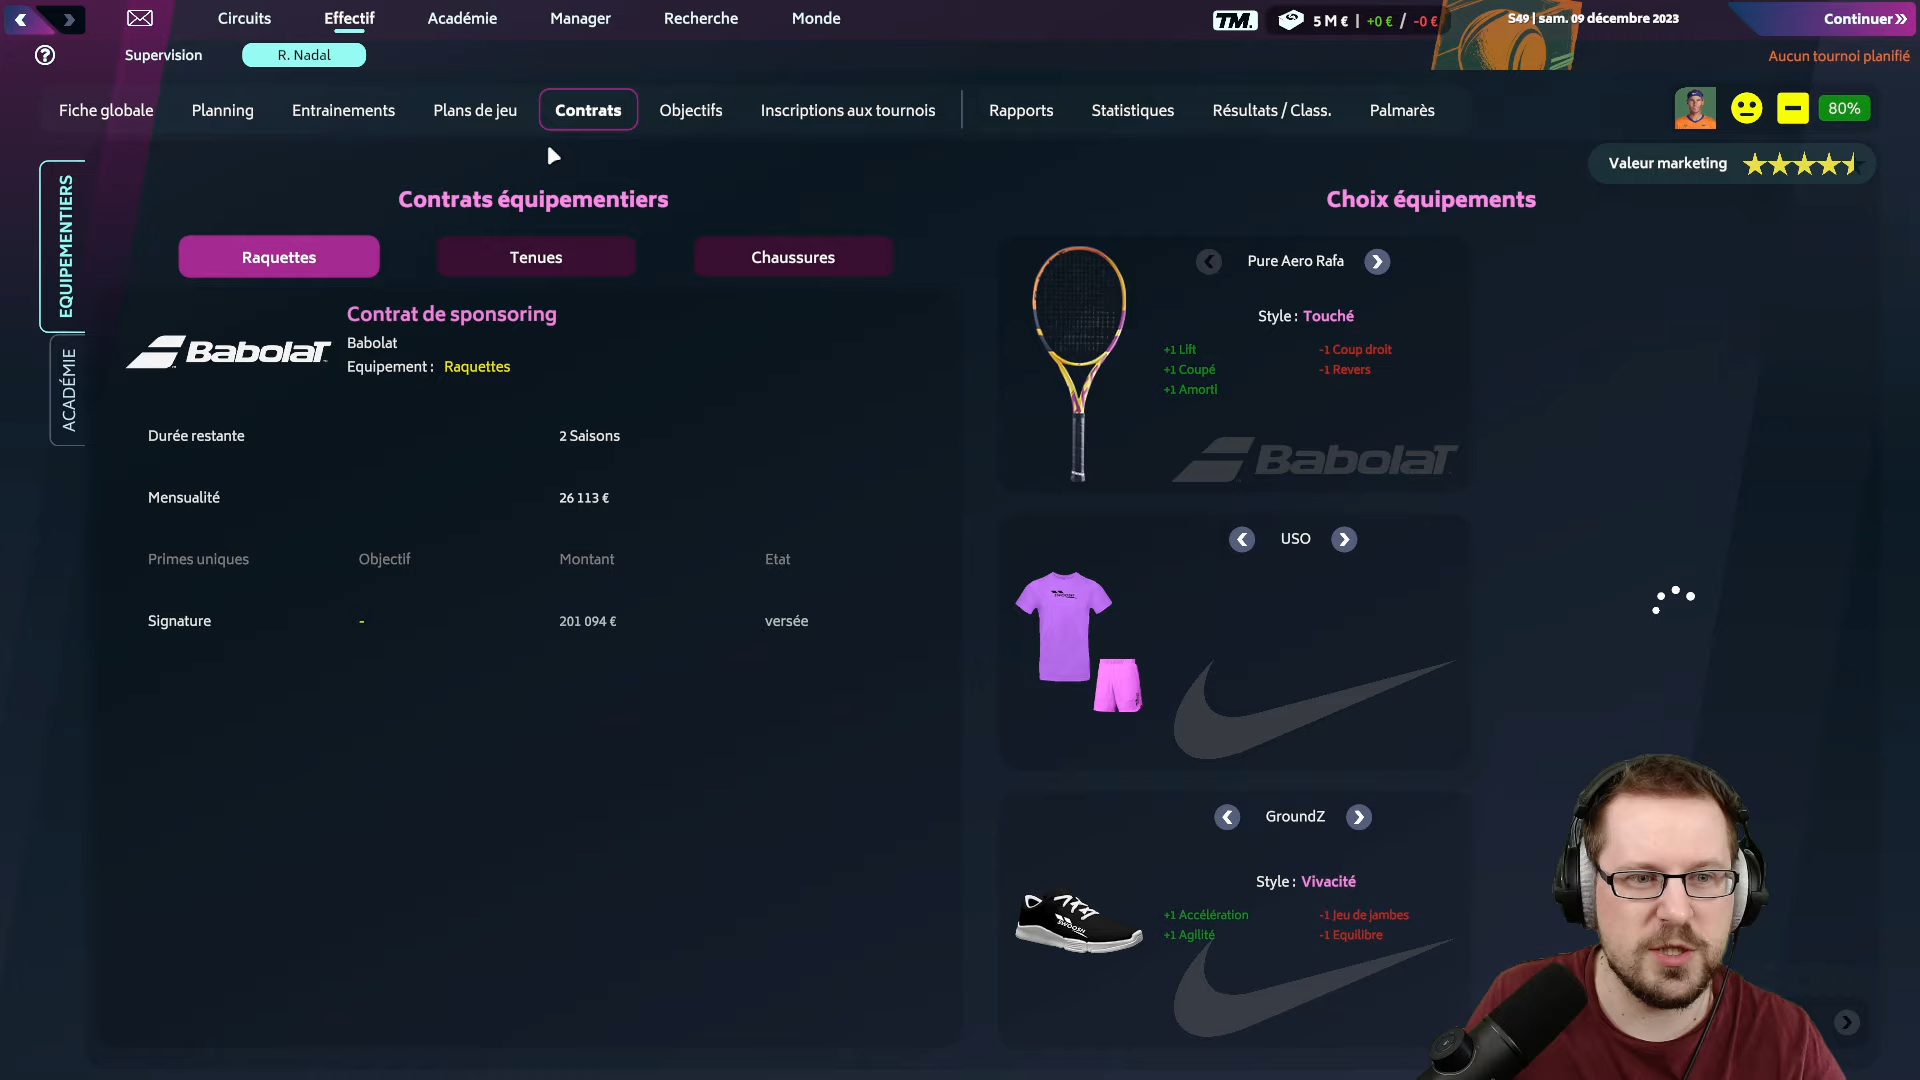 Circuits
Effectif
Académie
Manager
Recherche
Monde
TM.
5 M € | +0 € / -0 €
S49 | sam. 09 décembre 2023
Continuer
Supervision
R. Nadal
Aucun tournoi planifié
Fiche globale
Planning
Entrainements
Plans de jeu
Contrats
Objectifs
Inscriptions aux tournois
Rapports
Statistiques
Résultats / Class.
Palmarès
80%
Valeur marketing
EQUIPEMENTIERS
ACADÉMIE
Contrats équipementiers
Raquettes
Tenues
Chaussures
Contrat de sponsoring
BabolaT
Babolat
Equipement : Raquettes
Durée restante
2 Saisons
Mensualité
26 113 €
Primes uniques
Objectif
Montant
Etat
Signature
-
201 094 €
versée
Choix équipements
Pure Aero Rafa
Style : Touché
+1 Lift
-1 Coup droit
+1 Coupé
-1 Revers
+1 Amorti
BabolaT
USO
GroundZ
Style : Vivacité
+1 Accélération
-1 Jeu de jambes
+1 Agilité
-1 Equilibre
SWOOSH